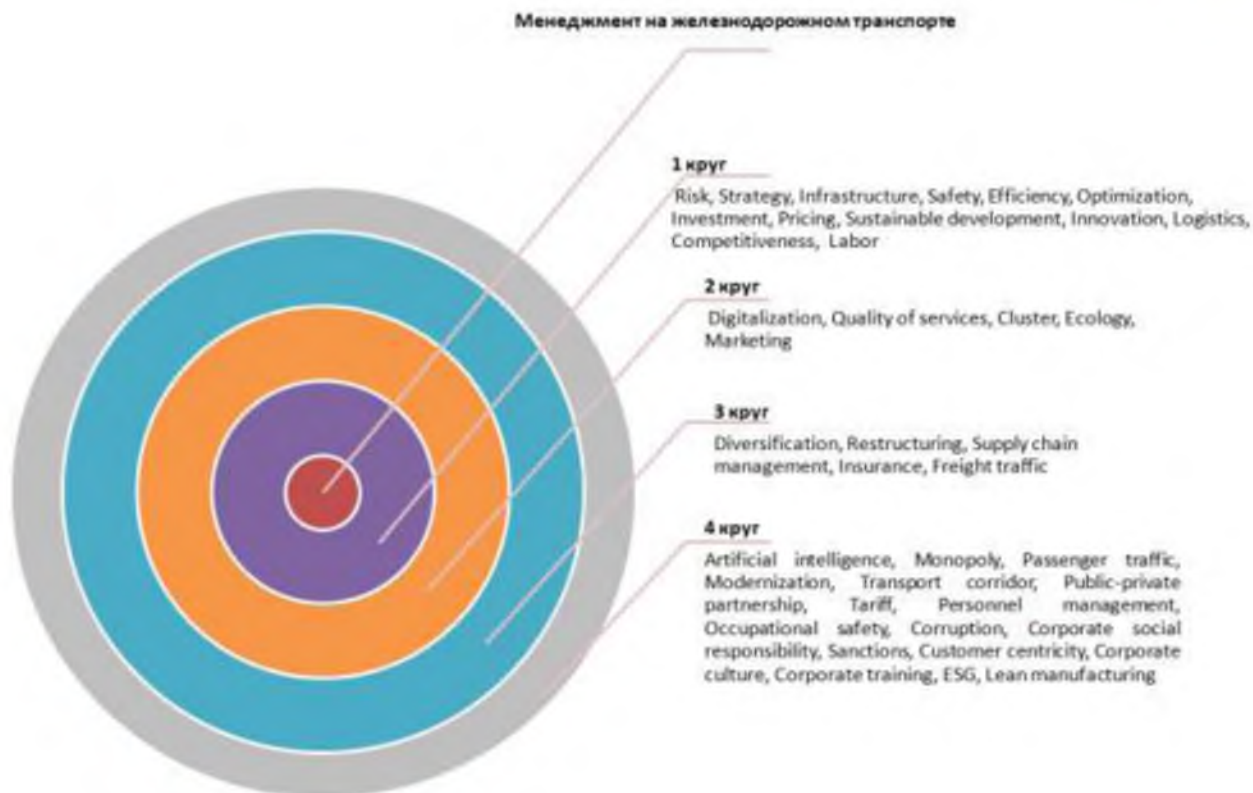 Менеджмент на железнодорожном транспорте
1 круг
Risk, Strategy, Infrastructure, Safety, Efficiency, Optimization,
Investment, Pricing, Sustainable development, Innovation, Logistics,
Competitiveness, Labor
2 круг
Digitalization, Quality of services, Cluster, Ecology,
Marketing
3 круг
Diversification, Restructuring, Supply chain
management, Insurance, Freight traffic
4 круг
Artificial intelligence, Monopoly, Passenger traffic,
Modernization, Transport corridor, Public-private
partnership, Tariff, Personnel management,
Occupational safety, Corruption, Corporate social
responsibility, Sanctions, Customer centricity, Corporate
culture, Corporate training, ESG, Lean manufacturing